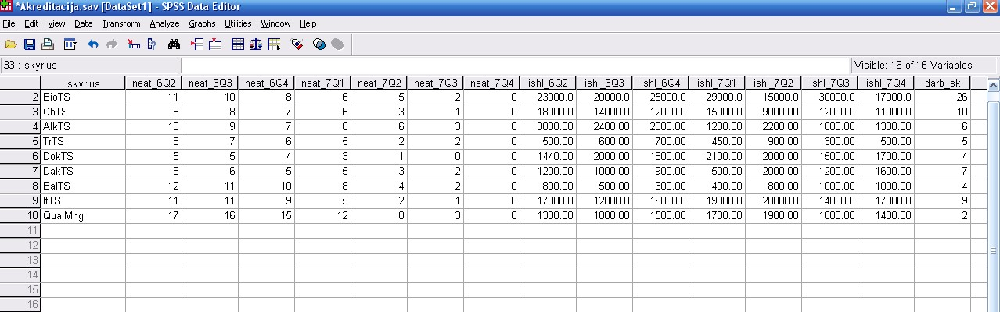 *Akreditacija.sav [DataSet1] - SPSS Data Editor
File Edit View Data Transform Analyze Graphs Utilities Window Help
33 : skyrius Visible: 16 of 16 Variables
skyrius neat_6Q2 neat_6Q3 neat_6Q4 neat_7Q1 neat_7Q2 neat_7Q3 neat_7Q4 ishl_6Q2 ishl_6Q3 ishl_6Q4 ishl_7Q1 ishl_7Q2 ishl_7Q3 ishl_7Q4 darb_sk
2 BioTS 11 10 8 6 5 2 0 23000.0 20000.0 25000.0 29000.0 15000.0 30000.0 17000.0 26
3 ChTS 8 8 7 6 3 1 0 18000.0 14000.0 12000.0 15000.0 9000.00 12000.0 11000.0 10
4 AlkTS 10 9 7 6 6 3 0 3000.00 2400.00 2300.00 1200.00 2200.00 1800.00 1300.00 6
5 TrTS 8 7 6 5 2 2 0 500.00 600.00 700.00 450.00 900.00 300.00 500.00 5
6 DokTS 5 5 4 3 1 0 0 1440.00 2000.00 1800.00 2100.00 2000.00 1500.00 1700.00 4
7 DakTS 8 6 5 5 3 2 0 1200.00 1000.00 900.00 500.00 2000.00 1200.00 1600.00 7
8 BalTS 12 11 10 8 4 2 0 800.00 500.00 600.00 400.00 800.00 1000.00 1000.00 4
9 ItTS 11 11 9 5 2 1 0 17000.0 12000.0 16000.0 19000.0 20000.0 14000.0 17000.0 9
10 QualMng 17 16 15 12 8 3 0 1300.00 1000.00 1500.00 1700.00 1900.00 1000.00 1400.00 2
11
12
13
14
15
16